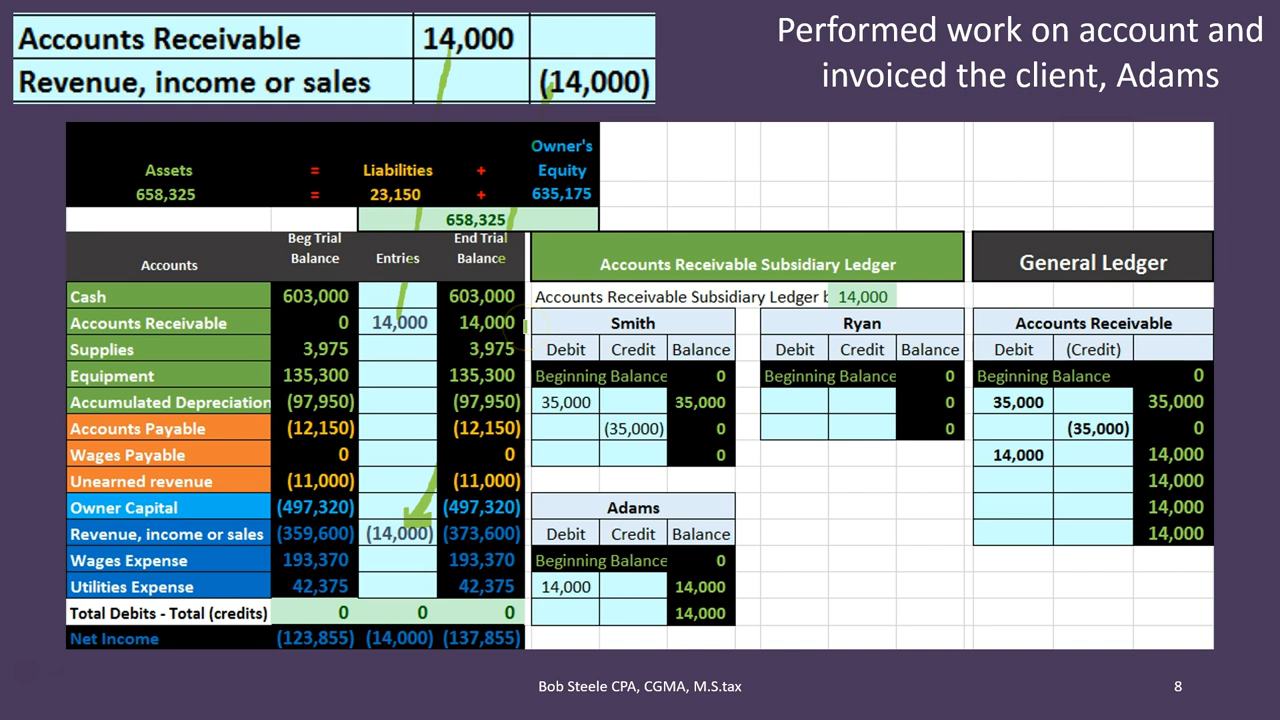 Accounts Receivable 14,000
Revenue, income or sales (14,000)
Performed work on account and
invoiced the client, Adams
Owner's
Assets = Liabilities + Equity
658,325 = 23,150 + 635,175
658,325
Accounts Beg Trial Balance Entries End Trial Balance
Cash 603,000 603,000
Accounts Receivable 0 14,000 14,000
Supplies 3,975 3,975
Equipment 135,300 135,300
Accumulated Depreciation (97,950) (97,950)
Accounts Payable (12,150) (12,150)
Wages Payable 0 0
Unearned revenue (11,000) (11,000)
Owner Capital (497,320) (497,320)
Revenue, income or sales (359,600) (14,000) (373,600)
Wages Expense 193,370 193,370
Utilities Expense 42,375 42,375
Total Debits - Total (credits) 0 0 0
Net Income (123,855) (14,000) (137,855)
Accounts Receivable Subsidiary Ledger
Accounts Receivable Subsidiary Ledger b 14,000
Smith
Debit Credit Balance
Beginning Balance 0
35,000 35,000
(35,000) 0
0
Ryan
Debit Credit Balance
Beginning Balance 0
0
0
Adams
Debit Credit Balance
Beginning Balance 0
14,000 14,000
14,000
General Ledger
Accounts Receivable
Debit (Credit)
Beginning Balance 0
35,000 35,000
(35,000) 0
14,000 14,000
14,000
14,000
14,000
Bob Steele CPA, CGMA, M.S.tax
8